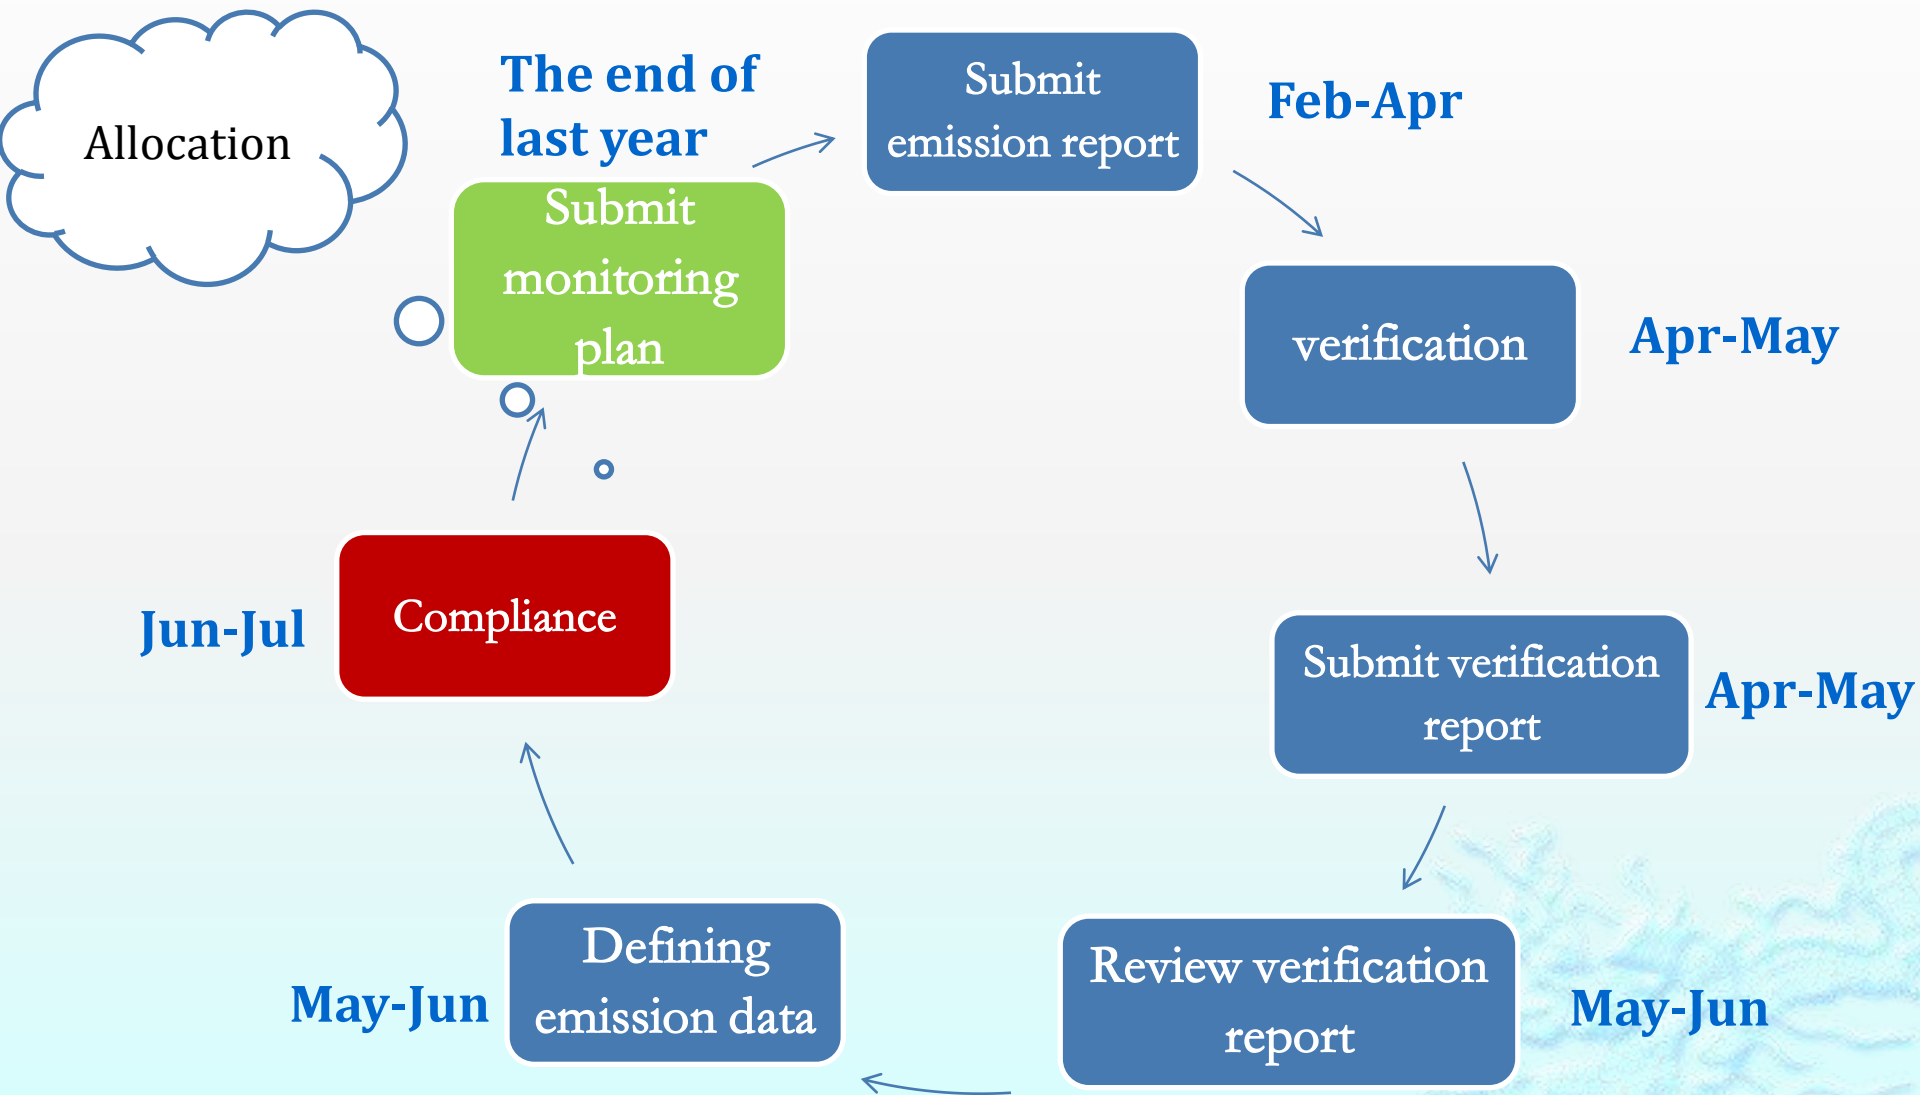 Allocation
The end of
last year
Submit
monitoring
plan
Submit
emission report
Feb-Apr
verification
Apr-May
Submit verification
report
Apr-May
Review verification
report
May-Jun
Defining
emission data
May-Jun
Compliance
Jun-Jul